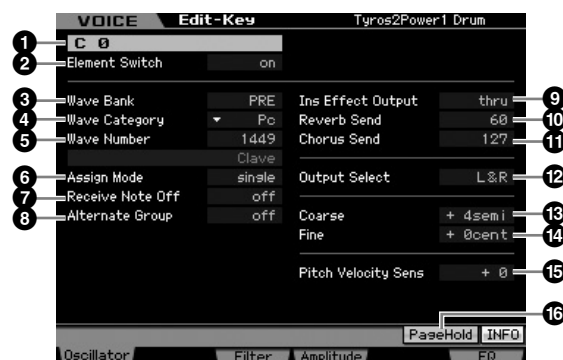 VOICE Edit-Key Tyros2Power1 Drum
1 C 0
2 Element Switch on
3 Wave Bank PRE Ins Effect Output thru 9
4 Wave Category Pc Reverb Send 60 10
5 Wave Number 1449 Chorus Send 127 11
Clave
6 Assign Mode single Output Select L&R 12
7 Receive Note Off off
8 Alternate Group off Coarse + 4semi 13
Fine + 0cent 14
Pitch Velocity Sens + 0 15
16
PageHold INFO
Oscillator Filter Amplitude EQ